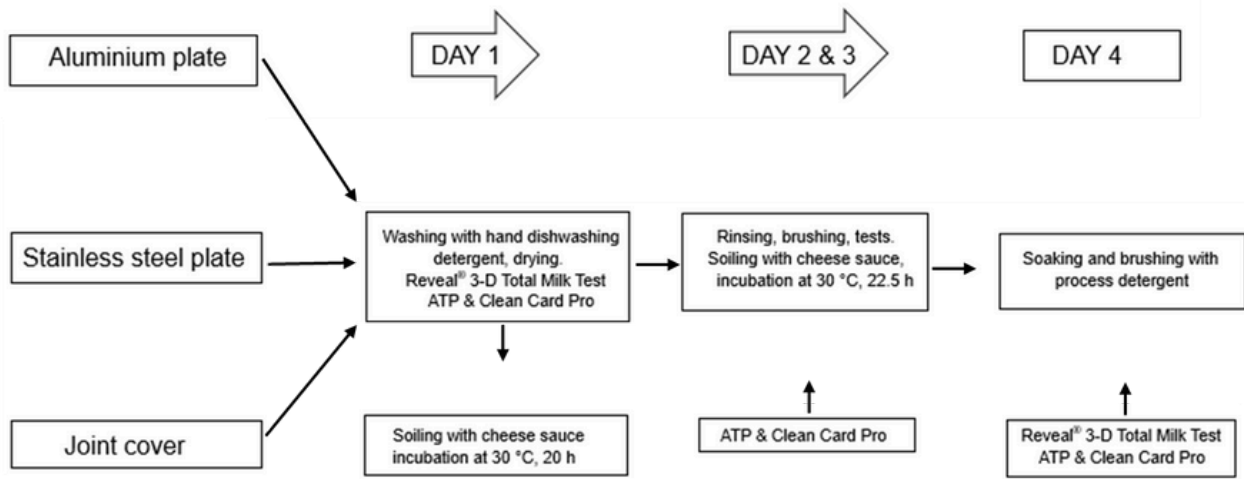 Aluminium plate
DAY 1
DAY 2 & 3
DAY 4
Stainless steel plate
Washing with hand dishwashing
detergent, drying.
Reveal® 3-D Total Milk Test
ATP & Clean Card Pro
Rinsing, brushing, tests.
Soiling with cheese sauce,
incubation at 30 °C, 22.5 h
Soaking and brushing with
process detergent
Joint cover
Soiling with cheese sauce
incubation at 30 °C, 20 h
ATP & Clean Card Pro
Reveal® 3-D Total Milk Test
ATP & Clean Card Pro